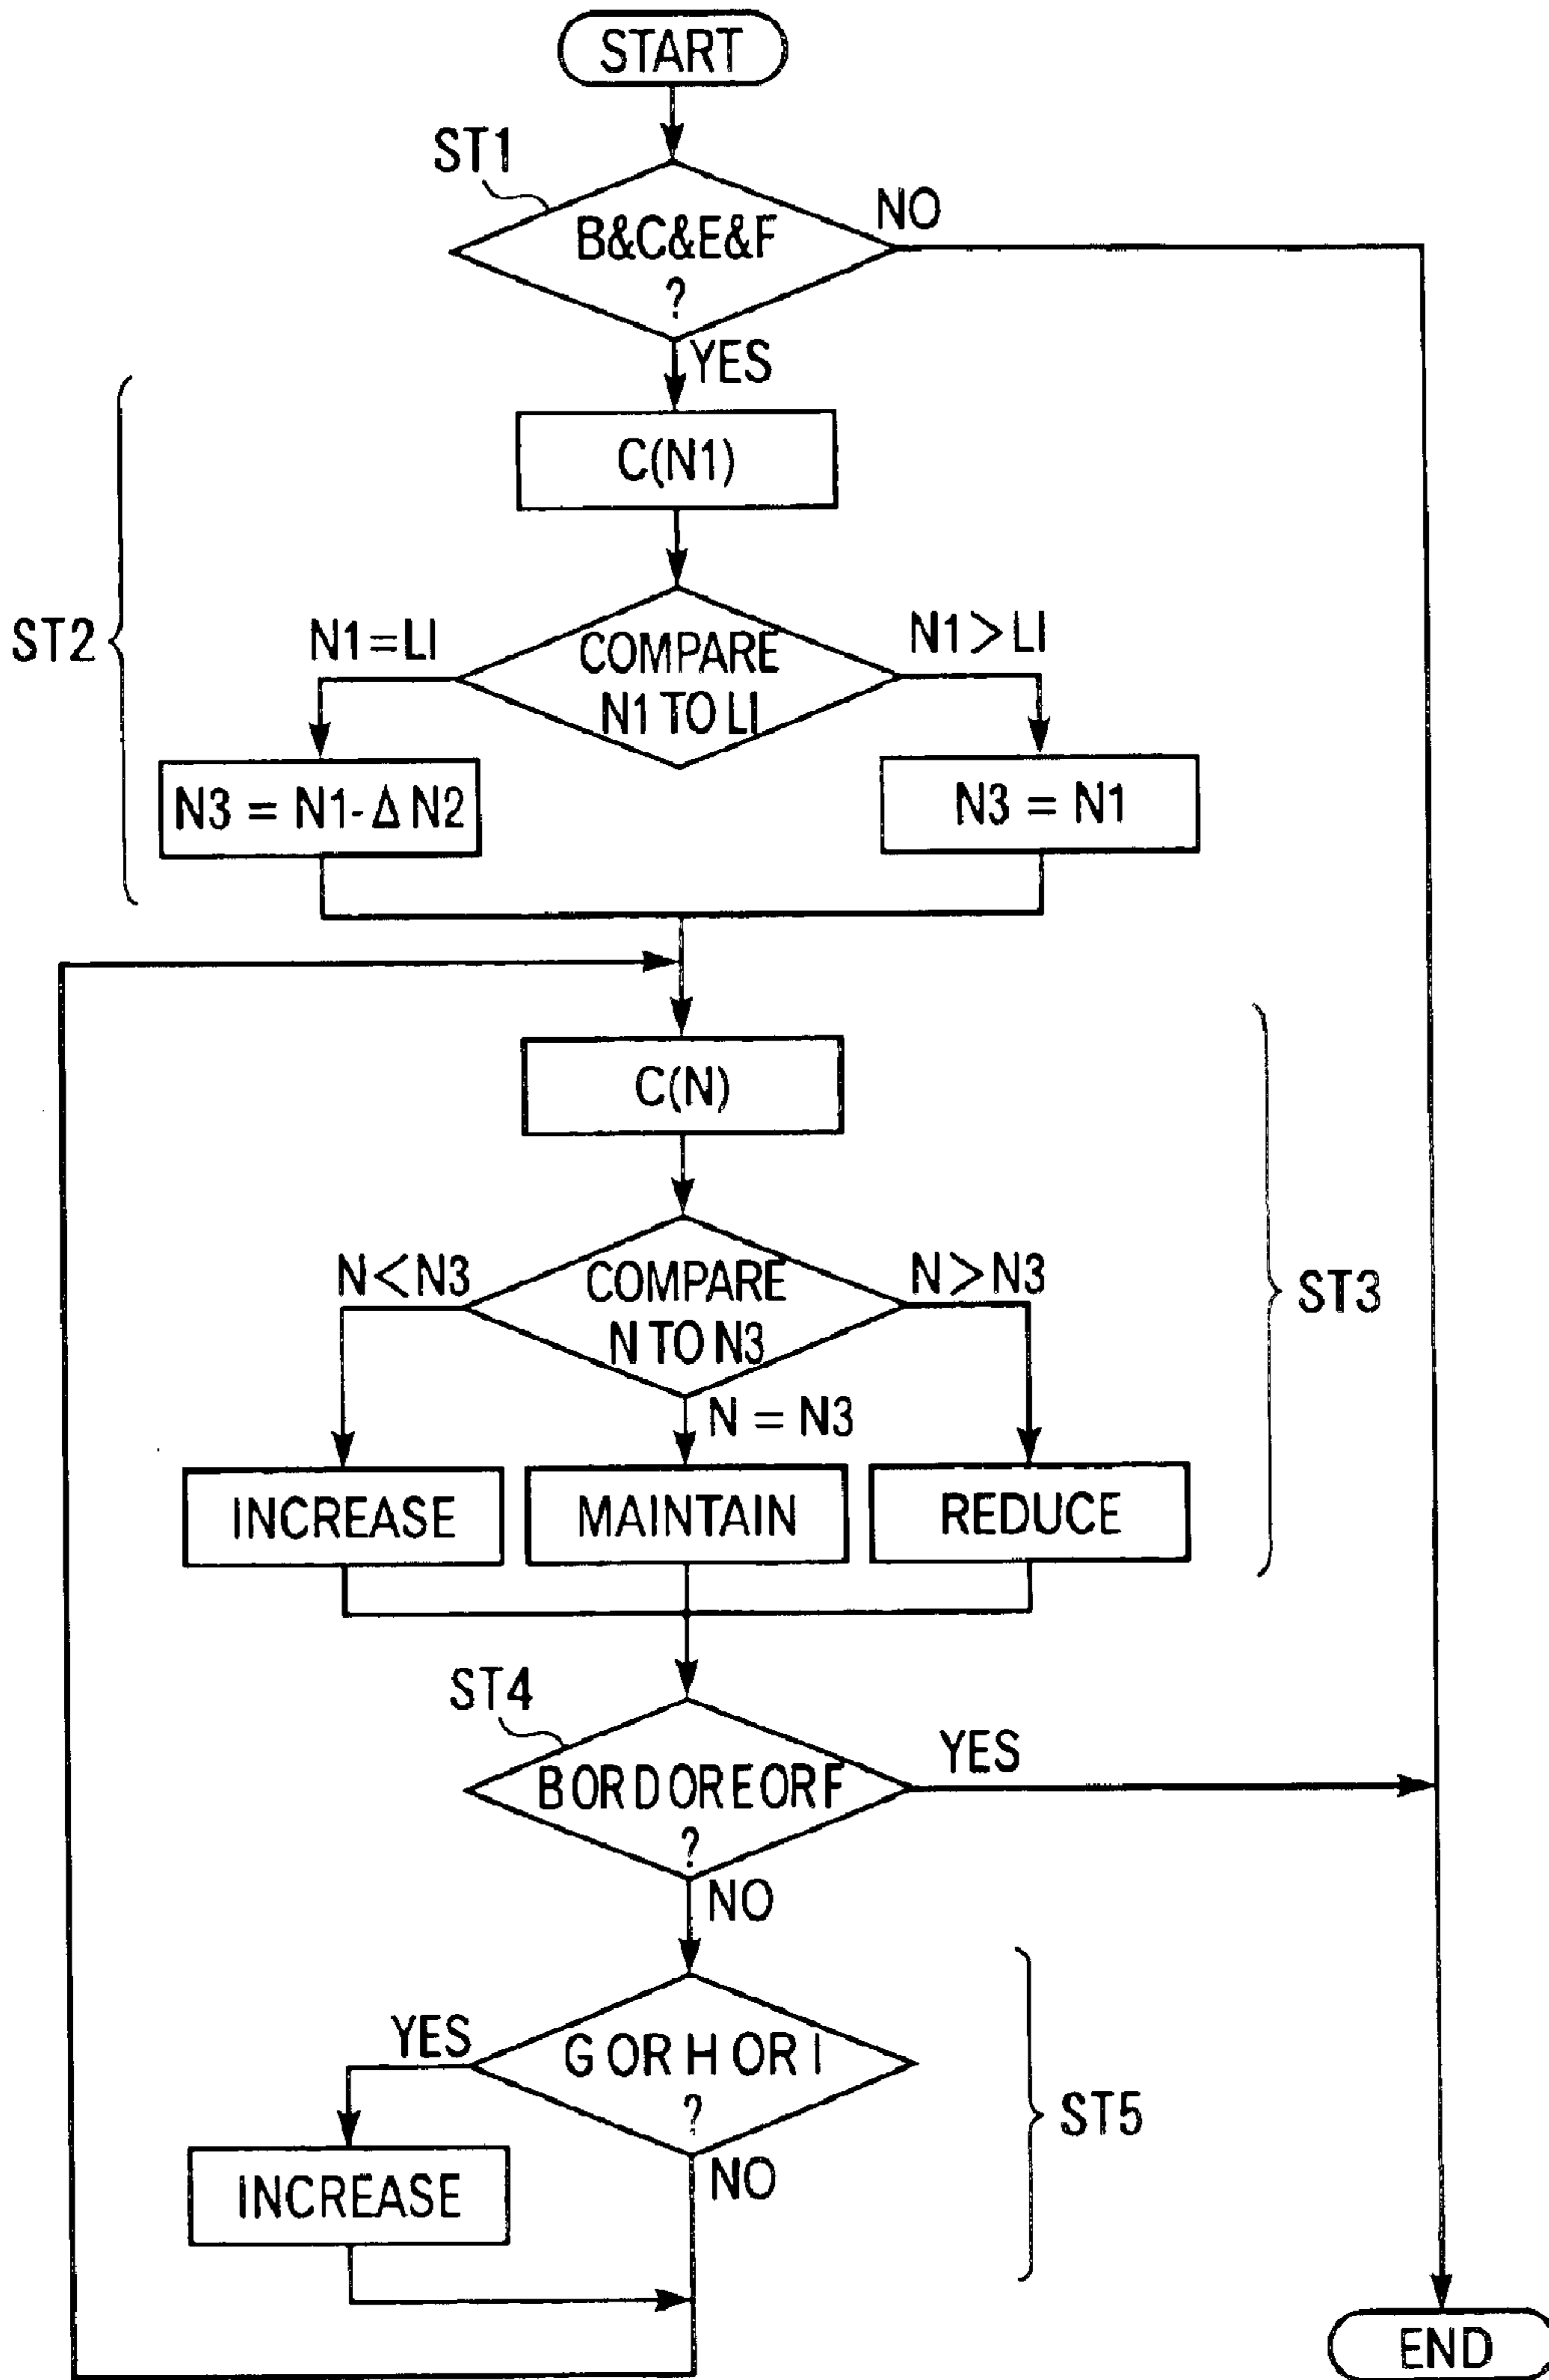 START
ST1
B&C&E&F
?
NO
YES
C(N1)
ST2
N1=LI
COMPARE
N1 TO LI
N1>LI
N3 = N1-Δ N2
N3 = N1
C(N)
N<N3
COMPARE
N TO N3
N>N3
N = N3
ST3
INCREASE
MAINTAIN
REDUCE
ST4
B OR D OR E OR F
?
YES
NO
YES
G OR H OR I
?
ST5
NO
INCREASE
END